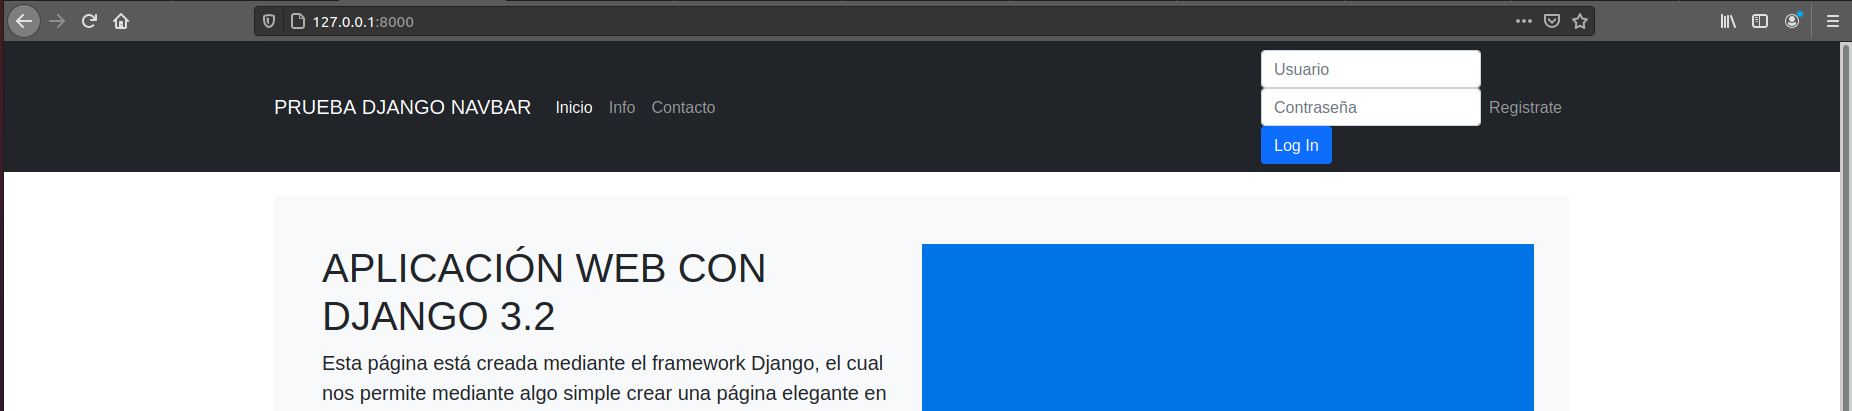 127.0.0.1:8000
PRUEBA DJANGO NAVBAR Inicio Info Contacto
Usuario
Contraseña
Registrate
Log In
APLICACIÓN WEB CON
DJANGO 3.2
Esta página está creada mediante el framework Django, el cual
nos permite mediante algo simple crear una página elegante en